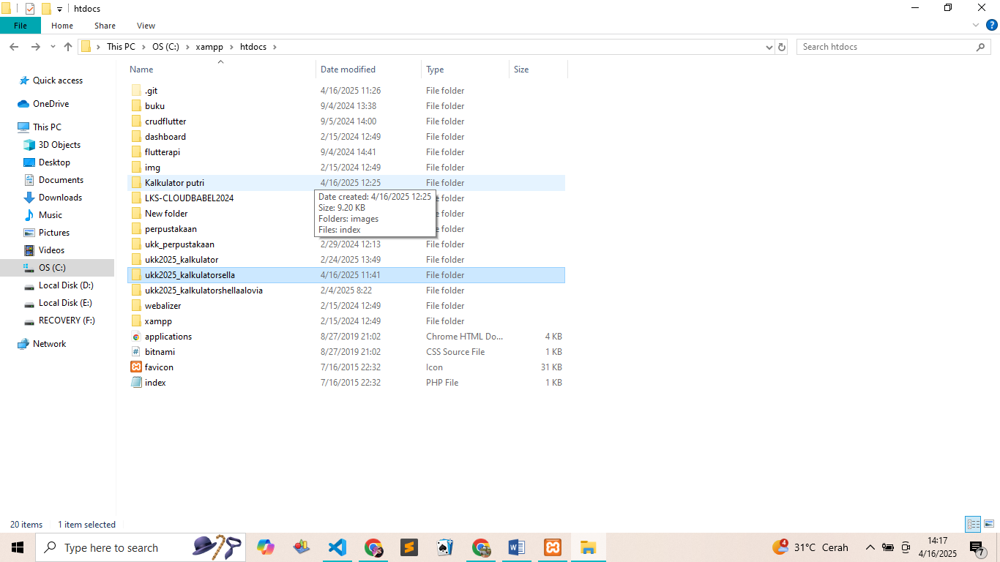 htdocs
File Home Share View
This PC OS (C:) xampp htdocs Search htdocs
Name Date modified Type Size
Quick access
OneDrive
This PC
3D Objects
Desktop
Documents
Downloads
Music
Pictures
Videos
OS (C:)
Local Disk (D:)
Local Disk (E:)
RECOVERY (F:)
Network
.git 4/16/2025 11:26 File folder
buku 9/4/2024 13:38 File folder
crudflutter 9/5/2024 14:00 File folder
dashboard 2/15/2024 12:49 File folder
flutterapi 9/4/2024 14:41 File folder
img 2/15/2024 12:49 File folder
Kalkulator putri 4/16/2025 12:25 File folder
LKS-CLOUDBABEL2024 folder
New folder folder
perpustakaan folder
Date created: 4/16/2025 12:25
Size: 9.20 KB
Folders: images
Files: index
ukk_perpustakaan 2/29/2024 12:13 File folder
ukk2025_kalkulator 2/24/2025 13:49 File folder
ukk2025_kalkulatorsella 4/16/2025 11:41 File folder
ukk2025_kalkulatorshellaalovia 2/4/2025 8:22 File folder
webalizer 2/15/2024 12:49 File folder
xampp 2/15/2024 12:49 File folder
applications 8/27/2019 21:02 Chrome HTML Do... 4 KB
bitnami 8/27/2019 21:02 CSS Source File 1 KB
favicon 7/16/2015 22:32 Icon 31 KB
index 7/16/2015 22:32 PHP File 1 KB
20 items 1 item selected
Type here to search
4
31°C Cerah
14:17
4/16/2025
7